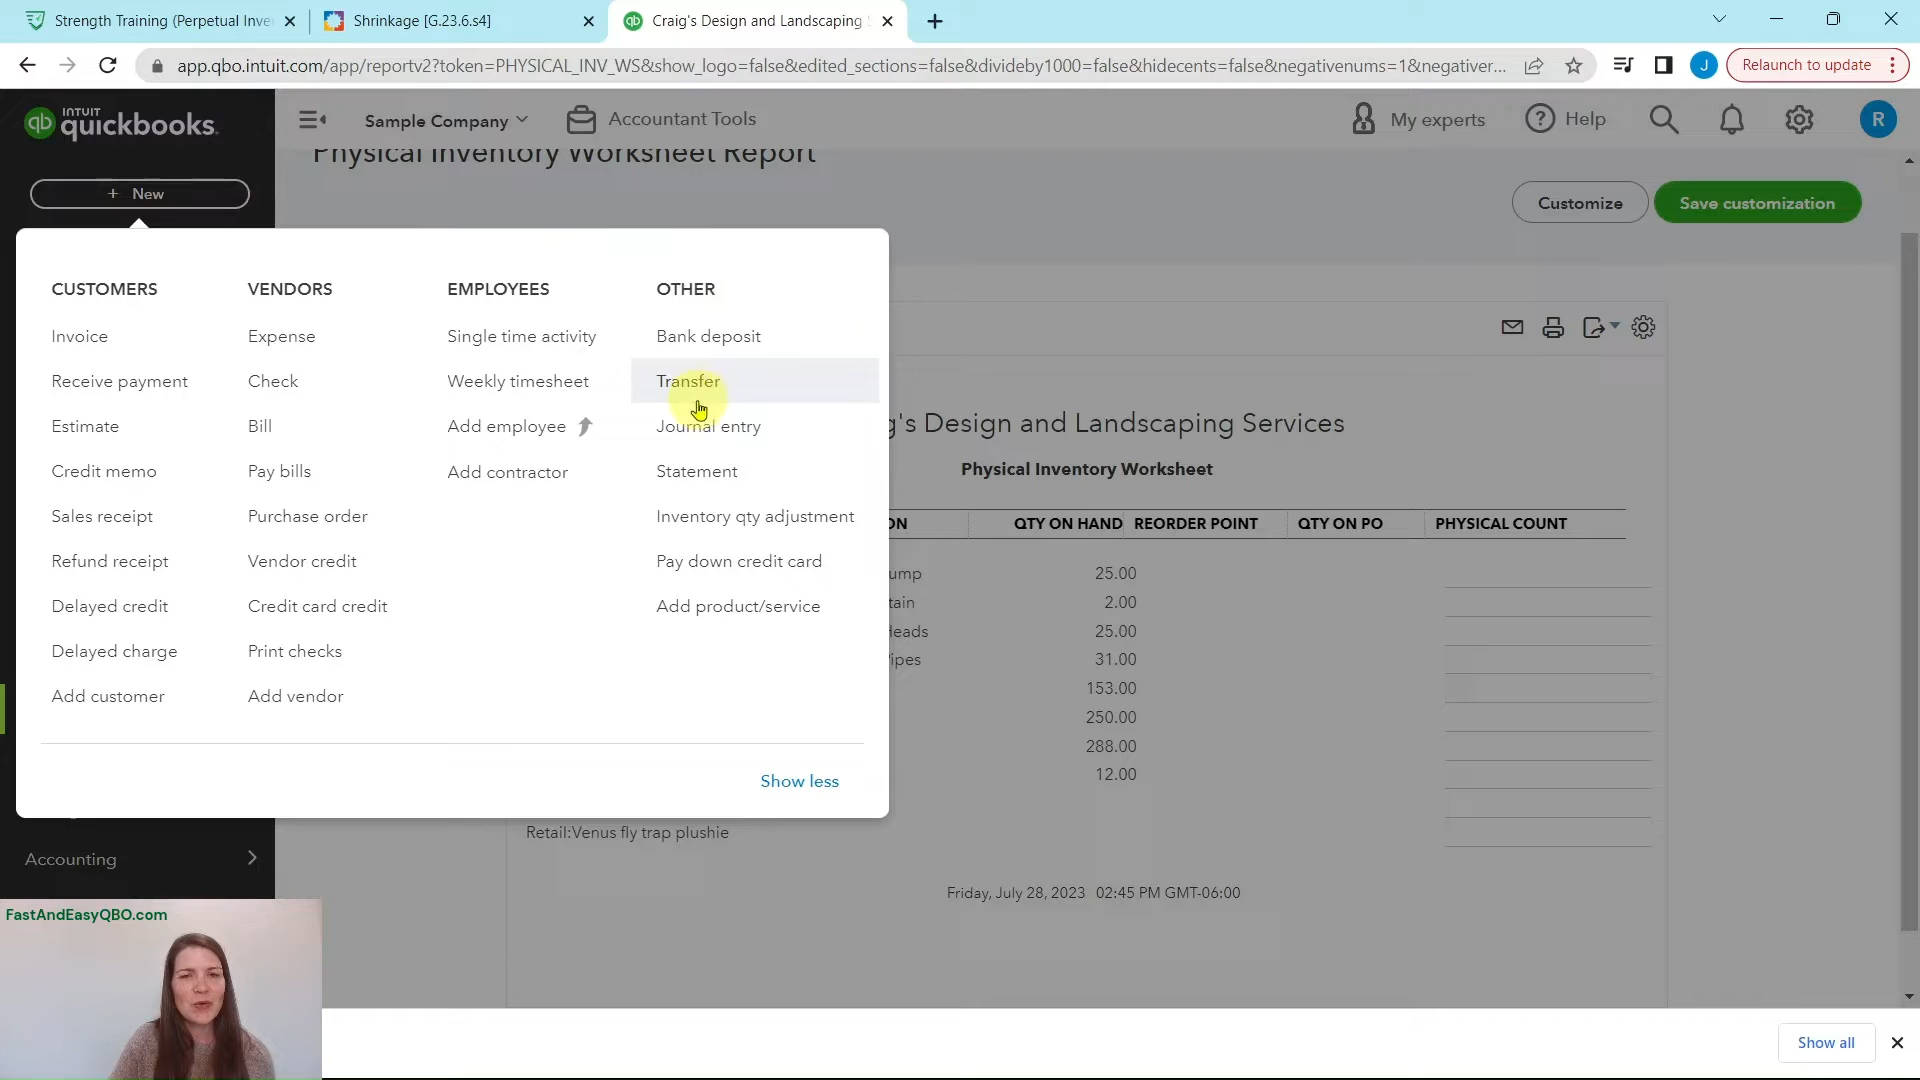 Strength Training (Perpetual Inve
Shrinkage [G.23.6.s4]
Craig's Design and Landscaping S
app.qbo.intuit.com/app/reportv2?token=PHYSICAL_INV_WS&show_logo=false&edited_sections=false&divideby1000=false&hidecents=false&negativenums=1&negativer...
J
Relaunch to update
INTUIT
quickbooks.
qb
Sample Company
Accountant Tools
My experts
Help
R
Physical Inventory Worksheet Report
+ New
Customize
Save customization
CUSTOMERS
Invoice
Receive payment
Estimate
Credit memo
Sales receipt
Refund receipt
Delayed credit
Delayed charge
Add customer
VENDORS
Expense
Check
Bill
Pay bills
Purchase order
Vendor credit
Credit card credit
Print checks
Add vendor
EMPLOYEES
Single time activity
Weekly timesheet
Add employee
Add contractor
OTHER
Bank deposit
Transfer
Journal entry
Statement
Inventory qty adjustment
Pay down credit card
Add product/service
Show less
g's Design and Landscaping Services
Physical Inventory Worksheet
ON QTY ON HAND REORDER POINT QTY ON PO PHYSICAL COUNT
ump 25.00
tain 2.00
Heads 25.00
Pipes 31.00
153.00
250.00
288.00
12.00
Retail:Venus fly trap plushie
Friday, July 28, 2023 02:45 PM GMT-06:00
Accounting
FastAndEasyQBO.com
Show all